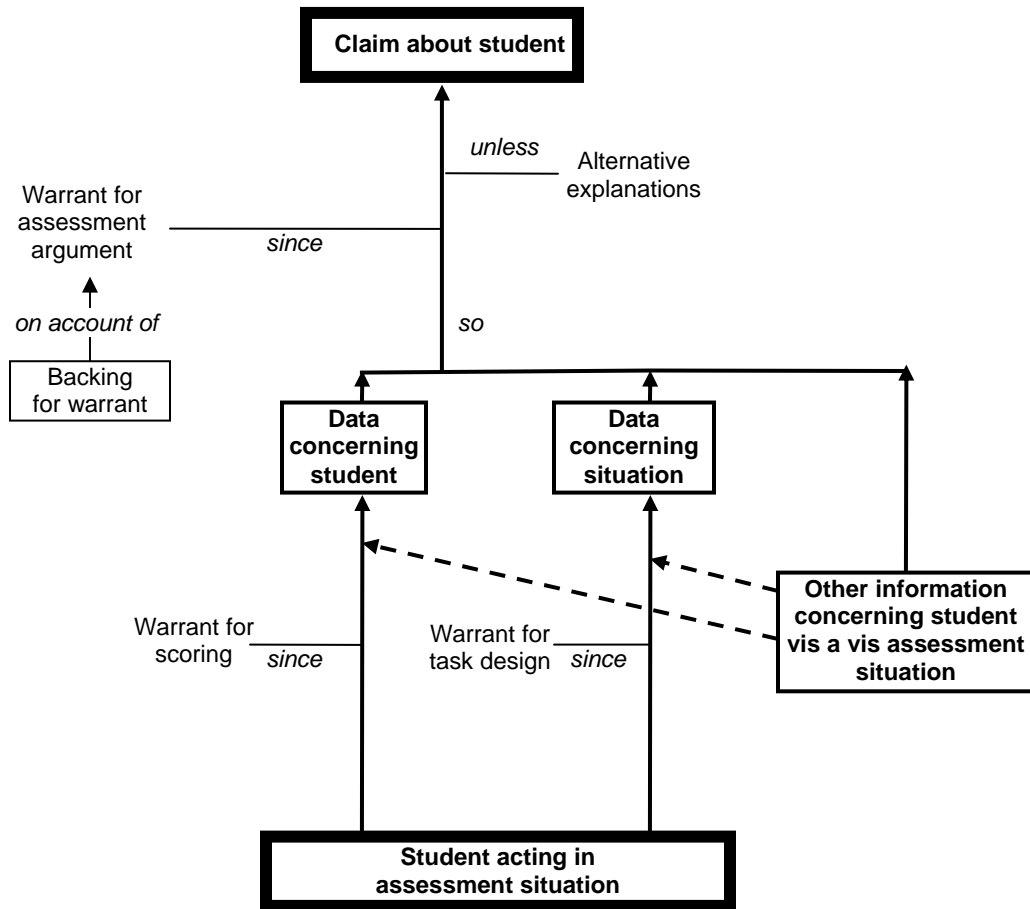 Claim about student
unless
Alternative
explanations
Warrant for
assessment
argument
since
on account of
so
Backing
for warrant
Data
concerning
student
Data
concerning
situation
Other information
concerning student
vis a vis assessment
situation
Warrant for
scoring
since
Warrant for
task design
since
Student acting in
assessment situation